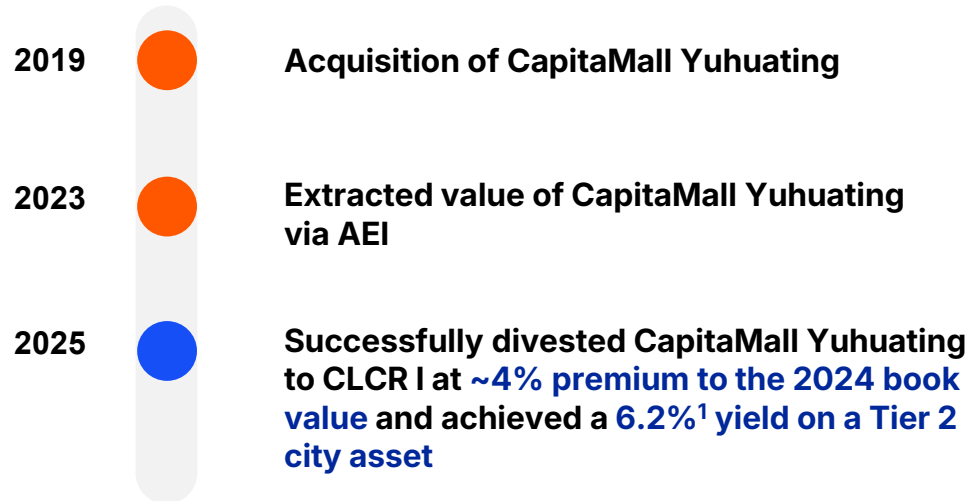 2019
Acquisition of CapitaMall Yuhuating
2023
Extracted value of CapitaMall Yuhuating
via AEI
2025
Successfully divested CapitaMall Yuhuating
to CLCR I at ~4% premium to the 2024 book
value and achieved a 6.2%¹ yield on a Tier 2
city asset